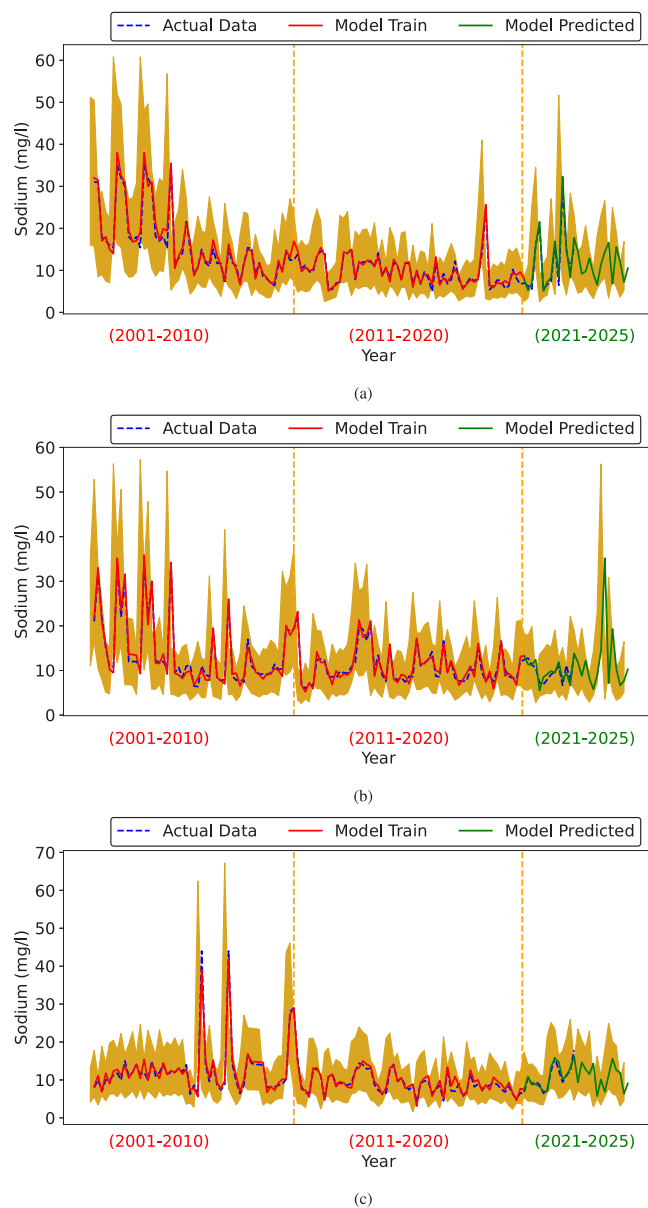 Actual Data Model Train Model Predicted
60
50
40
30
20
10
0
Sodium (mg/l)
(2001-2010) (2011-2020) (2021-2025)
Year
(a)
Actual Data Model Train Model Predicted
60
50
40
30
20
10
0
Sodium (mg/l)
(2001-2010) (2011-2020) (2021-2025)
Year
(b)
Actual Data Model Train Model Predicted
70
60
50
40
30
20
10
0
Sodium (mg/l)
(2001-2010) (2011-2020) (2021-2025)
Year
(c)